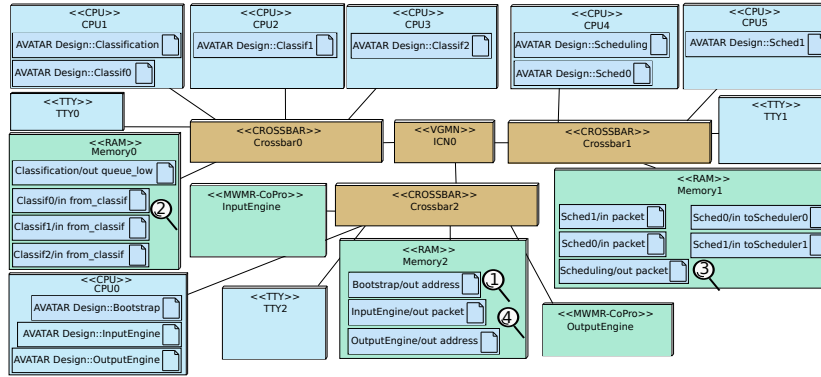 <<CPU>>
CPU1
AVATAR Design::Classification
AVATAR Design::Classif0
<<CPU>>
CPU2
AVATAR Design::Classif1
<<CPU>>
CPU3
AVATAR Design::Classif2
<<CPU>>
CPU4
AVATAR Design::Scheduling
AVATAR Design::Sched0
<<CPU>>
CPU5
AVATAR Design::Sched1
<<TTY>>
TTY0
<<CROSSBAR>>
Crossbar0
<<VGMN>>
ICN0
<<CROSSBAR>>
Crossbar1
<<TTY>>
TTY1
<<RAM>>
Memory0
Classification/out queue_low
Classif0/in from_classif
2
Classif1/in from_classif
Classif2/in from_classif
<<MWMR-CoPro>>
InputEngine
<<CROSSBAR>>
Crossbar2
<<RAM>>
Memory1
Sched1/in packet
Sched0/in toScheduler0
Sched0/in packet
Sched1/in toScheduler1
Scheduling/out packet
3
<<CPU>>
CPU0
AVATAR Design::Bootstrap
AVATAR Design::InputEngine
AVATAR Design::OutputEngine
<<TTY>>
TTY2
<<RAM>>
Memory2
Bootstrap/out address
1
InputEngine/out packet
4
OutputEngine/out address
<<MWMR-CoPro>>
OutputEngine